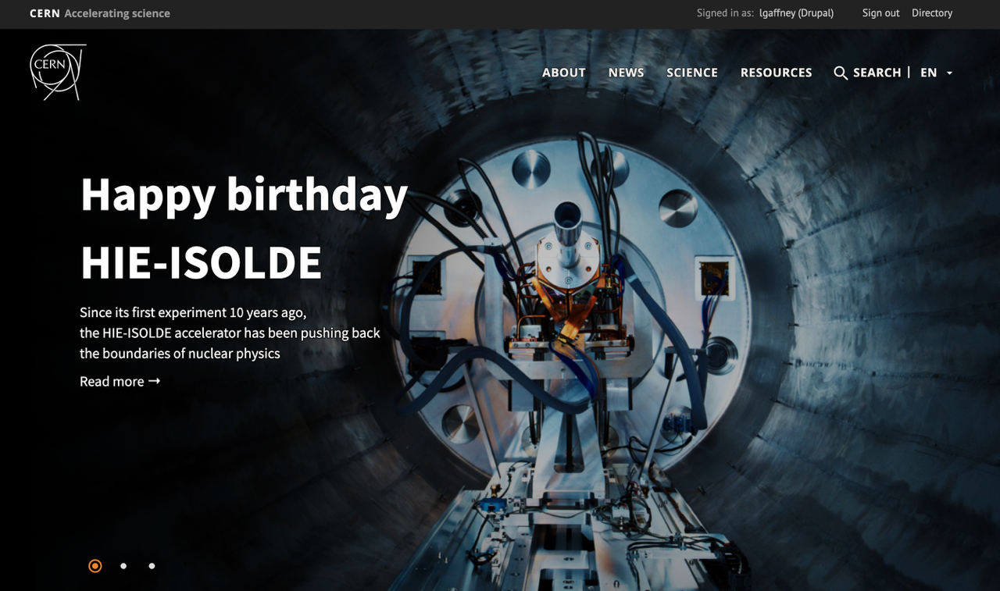 CERN Accelerating science
Signed in as: lgaffney (Drupal) Sign out Directory
CERN
ABOUT NEWS SCIENCE RESOURCES SEARCH | EN
Happy birthday
HIE-ISOLDE
Since its first experiment 10 years ago,
the HIE-ISOLDE accelerator has been pushing back
the boundaries of nuclear physics
Read more →